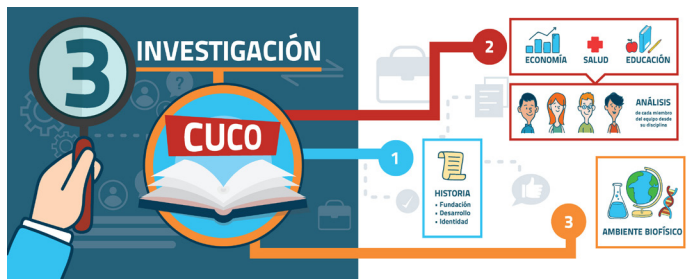 3
INVESTIGACIÓN
CUCO
1
HISTORIA
• Fundación
• Desarrollo
• Identidad
2
ECONOMÍA
SALUD
EDUCACIÓN
ANÁLISIS
de cada miembro
del equipo desde
su disciplina
3
AMBIENTE BIOFÍSICO